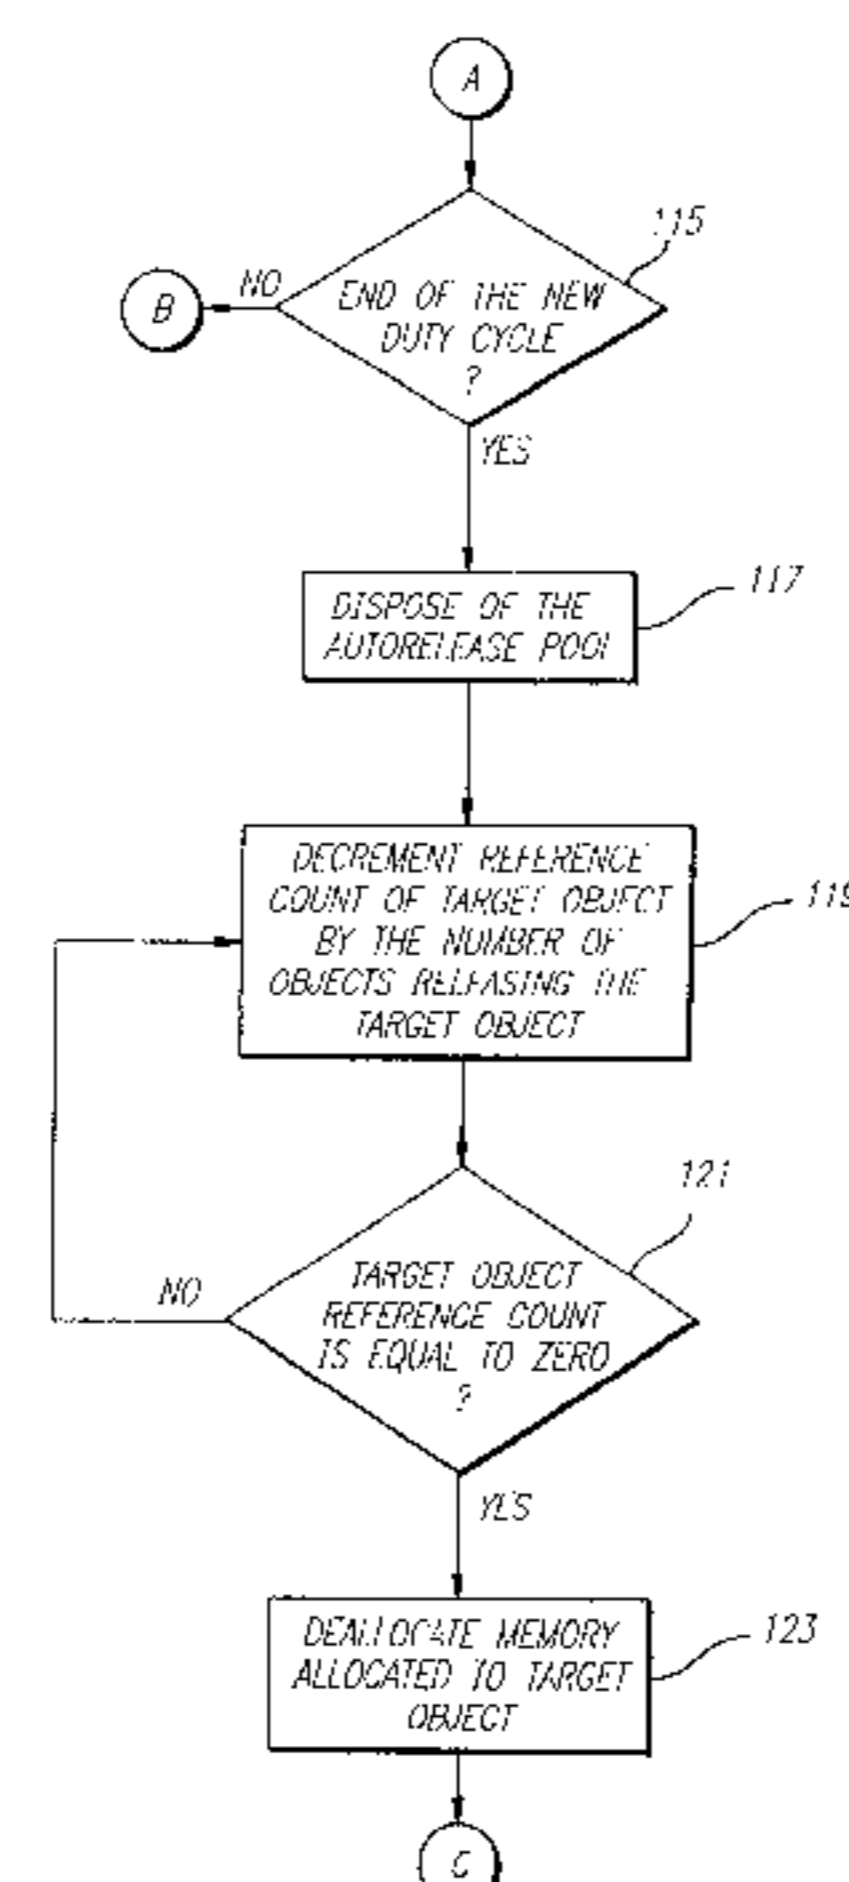 A
115
END OF THE NEW
DUTY CYCLE
?
NO
B
YES
DISPOSE OF THE
AUTORELEASE POOL
117
DECREMENT REFERENCE
COUNT OF TARGET OBJECT
BY THE NUMBER OF
OBJECTS RELEASING THE
TARGET OBJECT
119
121
TARGET OBJECT
REFERENCE COUNT
IS EQUAL TO ZERO
?
NO
YES
DEALLOCATE MEMORY
ALLOCATED TO TARGET
OBJECT
123
C